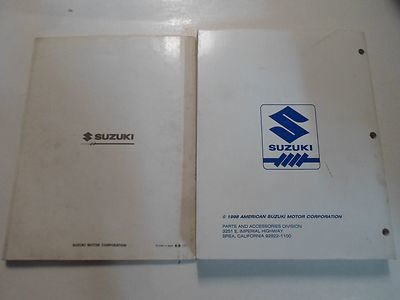 SUZUKI
SUZUKI MOTOR CORPORATION
SUZUKI
© 1998 AMERICAN SUZUKI MOTOR CORPORATION
PARTS AND ACCESSORIES DIVISION
3251 E. IMPERIAL HIGHWAY
BREA, CALIFORNIA 92822-1100